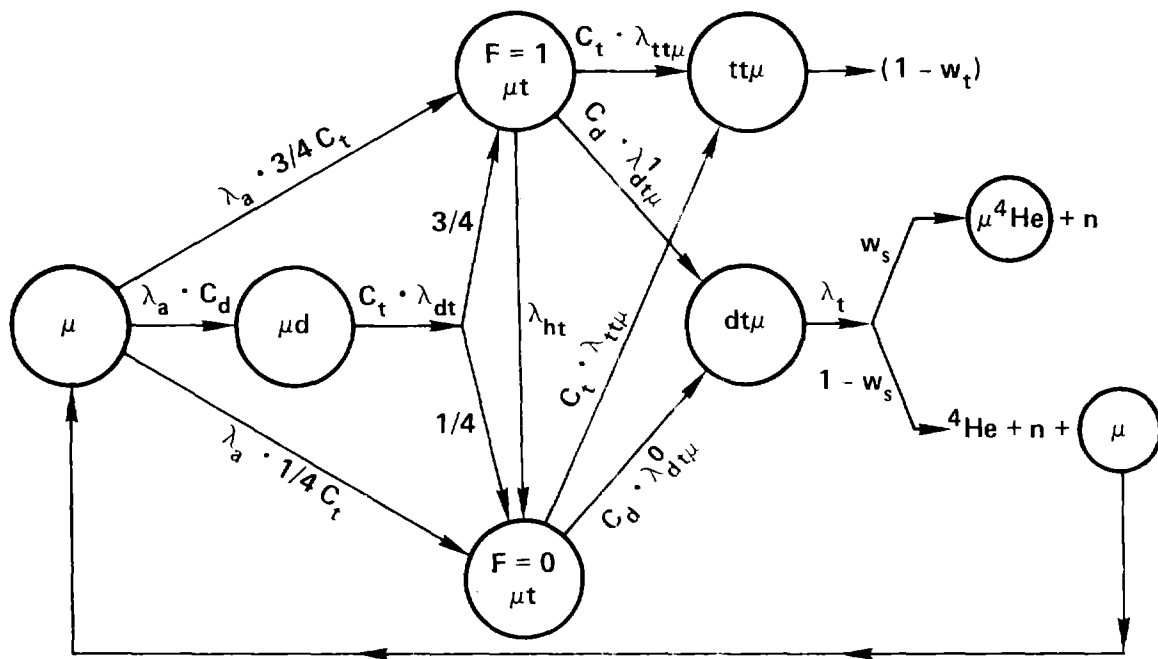 F = 1
μt
C_t · λ_ttμ
ttμ
(1 - w_t)
λ_a · 3/4 C_t
C_d · λ^1_dtμ
μ⁴He + n
3/4
w_s
μ
λ_a · C_d
μd
C_t · λ_dt
λ_ht
C_t · λ_ttμ
dtμ
λ_t
1/4
1 - w_s
⁴He + n +
μ
λ_a · 1/4 C_t
C_d · λ^0_dtμ
F = 0
μt